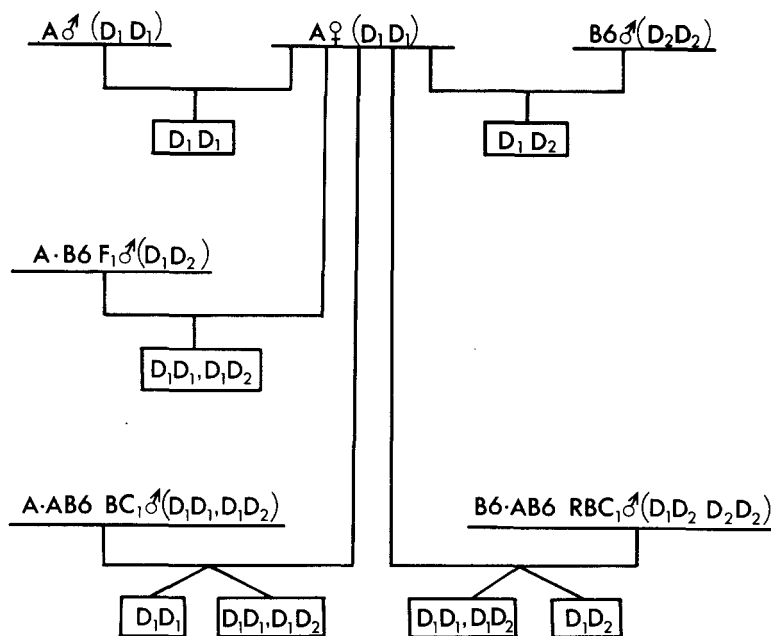 A♂ (D₁D₁) A♀ (D₁D₁) B6♂(D₂D₂)
D₁D₁ D₁D₂
A·B6 F₁♂(D₁D₂)
D₁D₁,D₁D₂
A·AB6 BC₁♂(D₁D₁,D₁D₂) B6·AB6 RBC₁♂(D₁D₂ D₂D₂)
D₁D₁ D₁D₁,D₁D₂ D₁D₁,D₁D₂ D₁D₂